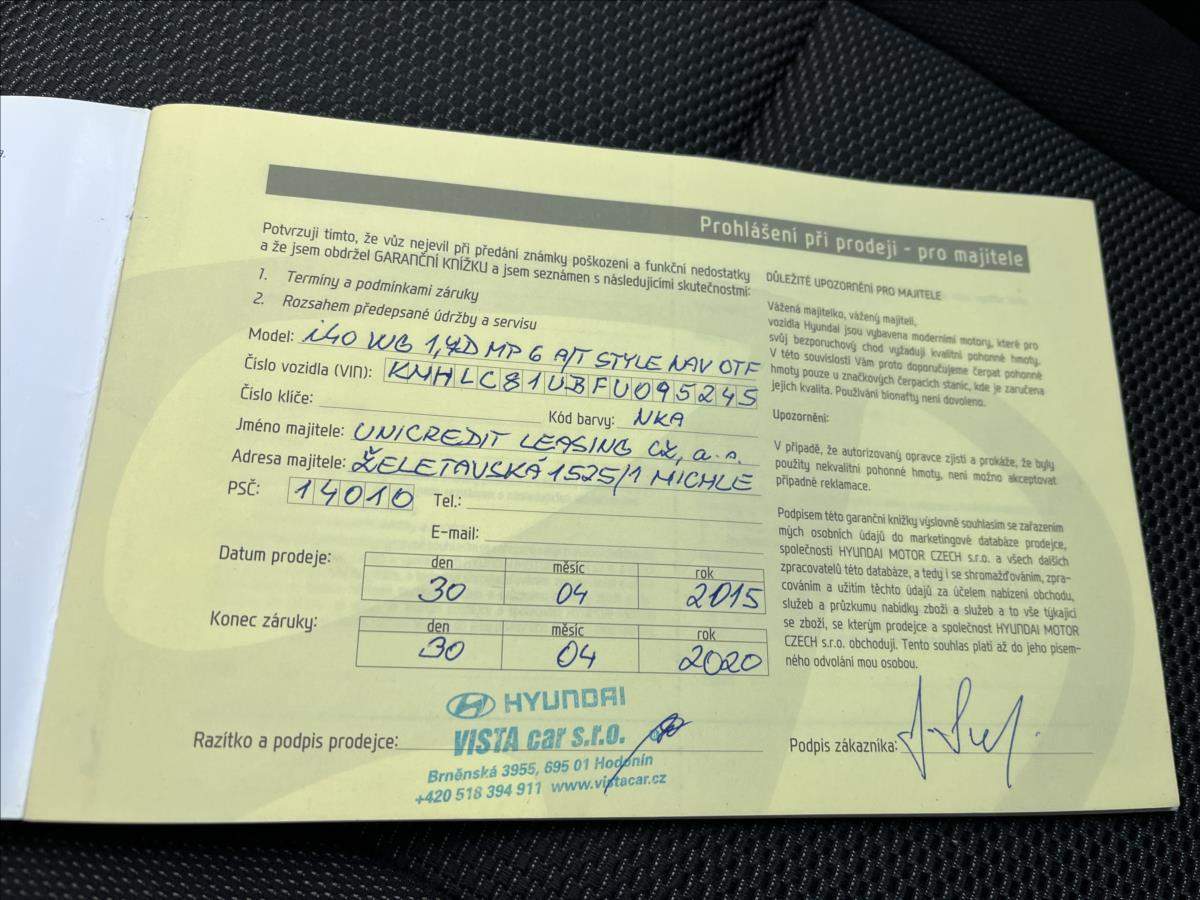 Prohlášení při prodeji - pro majitele
Potvrzuji tímto, že vůz nejevil při předání známky poškození a funkční nedostatky
a že jsem obdržel GARANČNÍ KNÍŽKU a jsem seznámen s následujícími skutečnostmi:
1. Termíny a podmínkami záruky
2. Rozsahem předepsané údržby a servisu
Model: i40 WG 1,7D MP 6 A/T STYLE NAV OTF
Číslo vozidla (VIN): KMHLC81UBFU095245
Číslo klíče:
Kód barvy: NKA
Jméno majitele: UNICREDIT LEASING CZ, a.s.
Adresa majitele: ŽELETAVSKÁ 1525/1 MICHLE
PSČ: 14010 Tel.:
E-mail:
Datum prodeje: den měsíc rok
30 04 2015
Konec záruky: den měsíc rok
30 04 2020
Razítko a podpis prodejce:
HYUNDAI
VISTA car s.r.o.
Brněnská 3955, 695 01 Hodonín
+420 518 394 911 www.vistacar.cz
DŮLEŽITÉ UPOZORNĚNÍ PRO MAJITELE
Vážená majitelko, vážený majiteli,
vozidla Hyundai jsou vybavena moderními motory, které pro
svůj bezporuchový chod vyžadují kvalitní pohonné hmoty.
V této souvislosti Vám proto doporučujeme čerpat pohonné
hmoty pouze u značkových čerpacích stanic, kde je zaručena
jejich kvalita. Používání bionafty není dovoleno.
Upozornění:
V případě, že autorizovaný opravce zjistí a prokáže, že byly
použity nekvalitní pohonné hmoty, není možno akceptovat
případné reklamace.
Podpisem této garanční knížky výslovně souhlasím se zařazením
mých osobních údajů do marketingové databáze prodejce,
společnosti HYUNDAI MOTOR CZECH s.r.o. a všech dalších
zpracovatelů této databáze, a tedy i se shromažďováním, zpra-
cováním a užitím těchto údajů za účelem nabízení obchodu,
služeb a průzkumu nabídky zboží a služeb a to vše týkající
se zboží, se kterým prodejce a společnost HYUNDAI MOTOR
CZECH s.r.o. obchodují. Tento souhlas platí až do jeho písem-
ného odvolání mou osobou.
Podpis zákazníka: